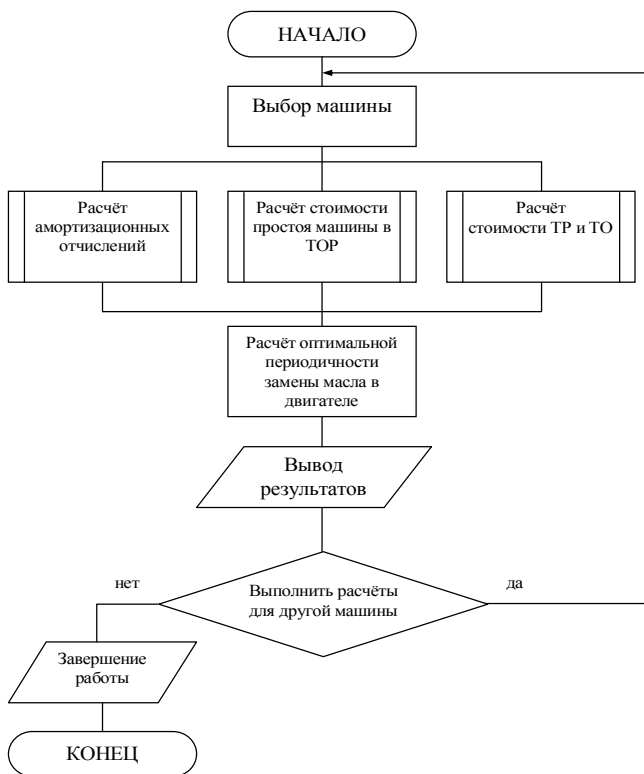 НАЧАЛО
Выбор машины
Расчёт
амортизационных
отчислений
Расчёт стоимости
простоя машины в
ТОР
Расчёт
стоимости ТР и ТО
Расчёт оптимальной
периодичности
замены масла в
двигателе
Вывод
результатов
нет
Выполнить расчёты
для другой машины
да
Завершение
работы
КОНЕЦ